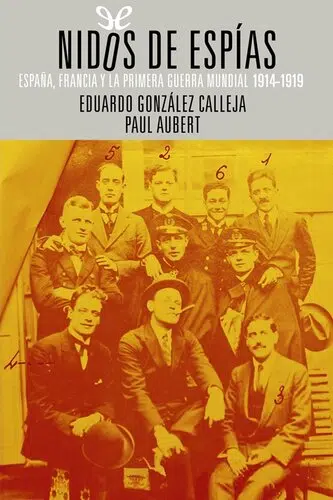 NIDOS DE ESPÍAS
ESPAÑA, FRANCIA Y LA PRIMERA GUERRA MUNDIAL 1914-1919
EDUARDO GONZÁLEZ CALLEJA
PAUL AUBERT
5
2
6
1
3